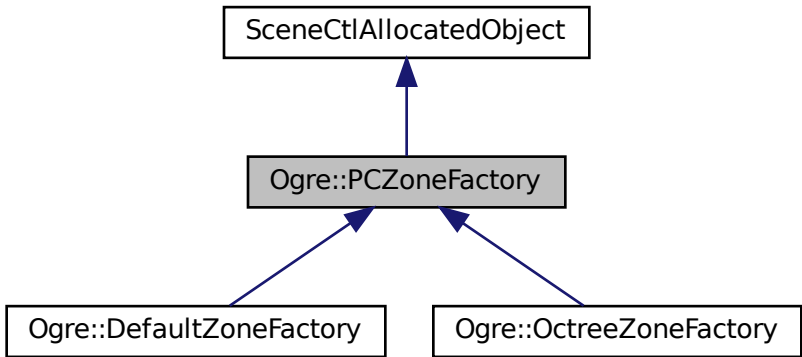 SceneCtlAllocatedObject
Ogre::PCZoneFactory
Ogre::DefaultZoneFactory
Ogre::OctreeZoneFactory